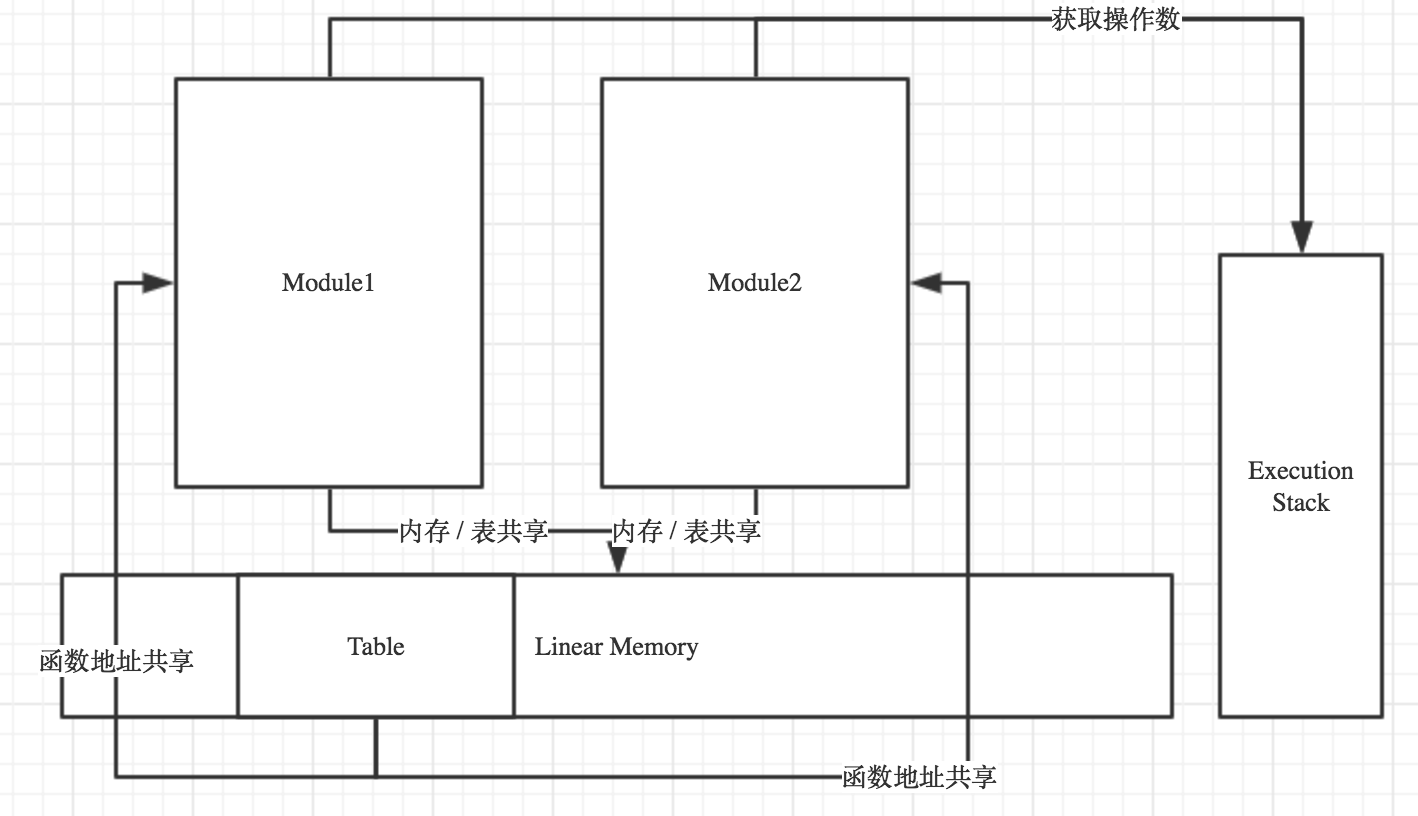 获取操作数
Module1
Module2
Execution
Stack
内存 / 表共享
内存 / 表共享
函数地址共享
Table
Linear Memory
函数地址共享